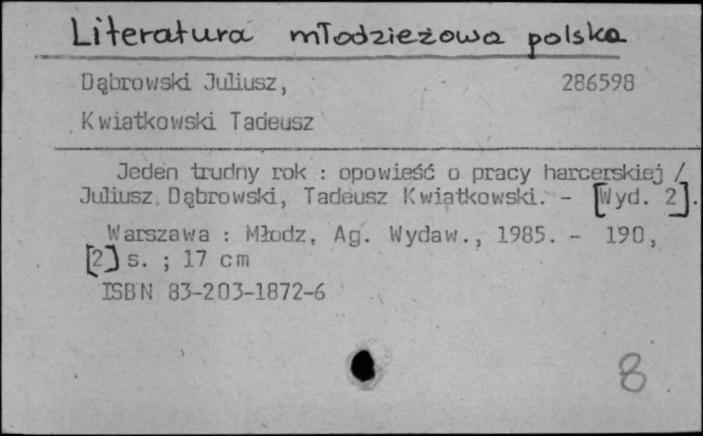 Literatura młodzieżowa polska
Dąbrowski Juliusz, 286598
Kwiatkowski Tadeusz
Jeden trudny rok : opowieść o pracy harcerskiej /
Juliusz Dąbrowski, Tadeusz Kwiatkowski. - [Wyd. 2].
Warszawa : Młodz. Ag. Wydaw., 1985. - 190,
[2] s. ; 17 cm
ISBN 83-203-1872-6
8